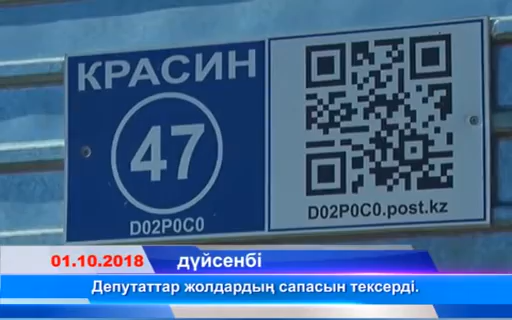 КРАСИН
47
D02P0C0
D02P0C0.post.kz
01.10.2018 дүйсенбі
Депутаттар жолдардың сапасын тексерді.